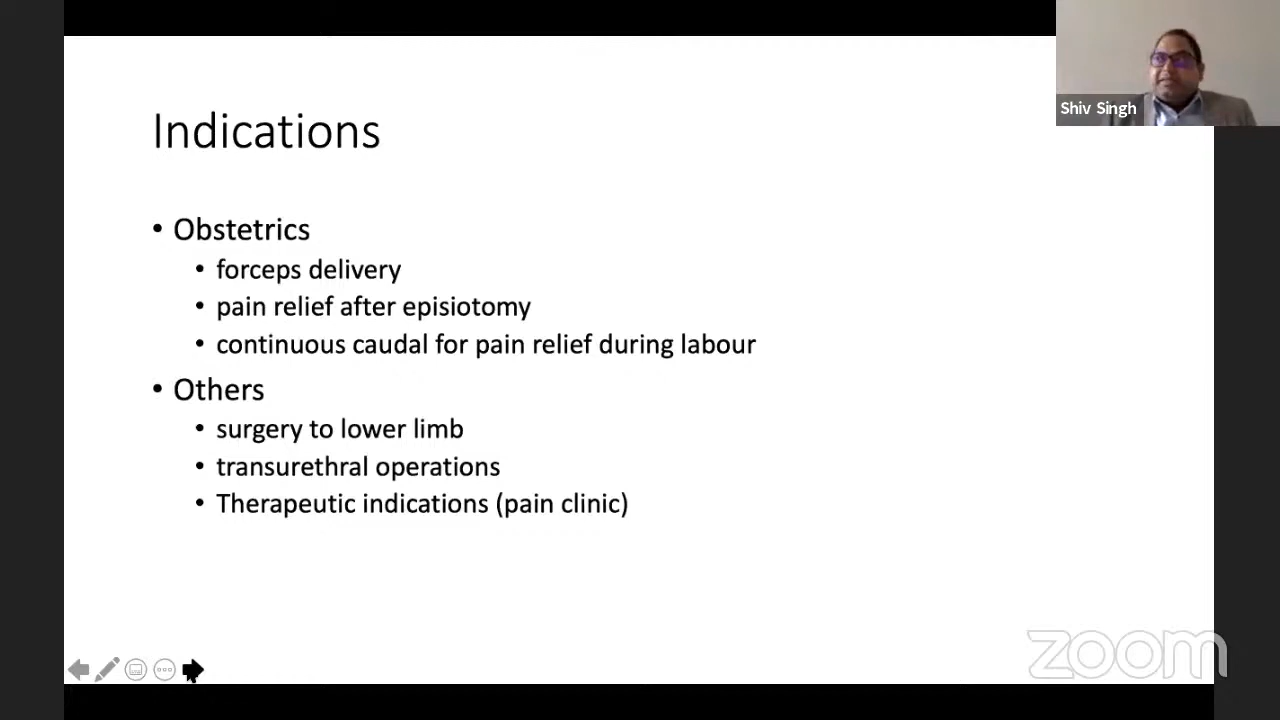 Shiv Singh
Indications
• Obstetrics
• forceps delivery
• pain relief after episiotomy
• continuous caudal for pain relief during labour
• Others
• surgery to lower limb
• transurethral operations
• Therapeutic indications (pain clinic)
zoom